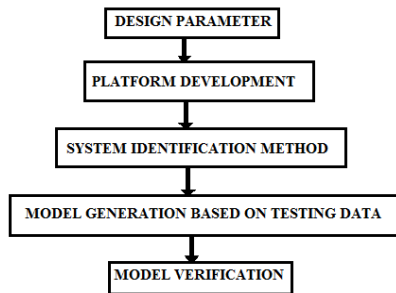 DESIGN PARAMETER
PLATFORM DEVELOPMENT
SYSTEM IDENTIFICATION METHOD
MODEL GENERATION BASED ON TESTING DATA
MODEL VERIFICATION